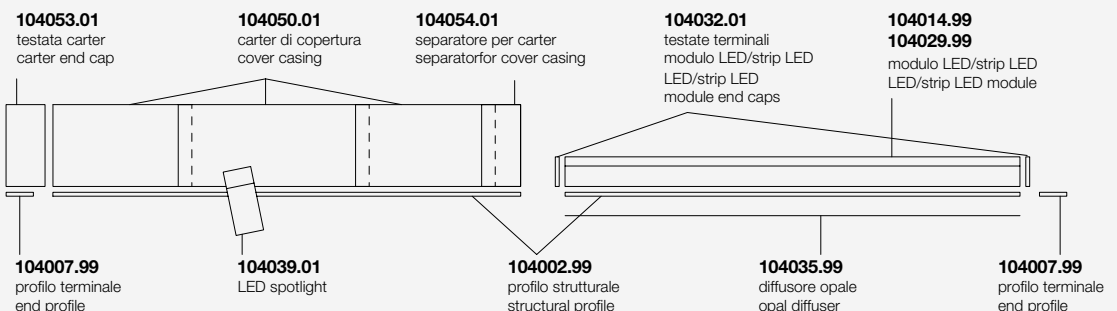 104053.01
testata carter
carter end cap
104050.01
carter di copertura
cover casing
104054.01
separatore per carter
separatorfor cover casing
104032.01
testate terminali
modulo LED/strip LED
LED/strip LED
module end caps
104014.99
104029.99
modulo LED/strip LED
LED/strip LED module
104007.99
profilo terminale
end profile
104039.01
LED spotlight
104002.99
profilo strutturale
structural profile
104035.99
diffusore opale
opal diffuser
104007.99
profilo terminale
end profile